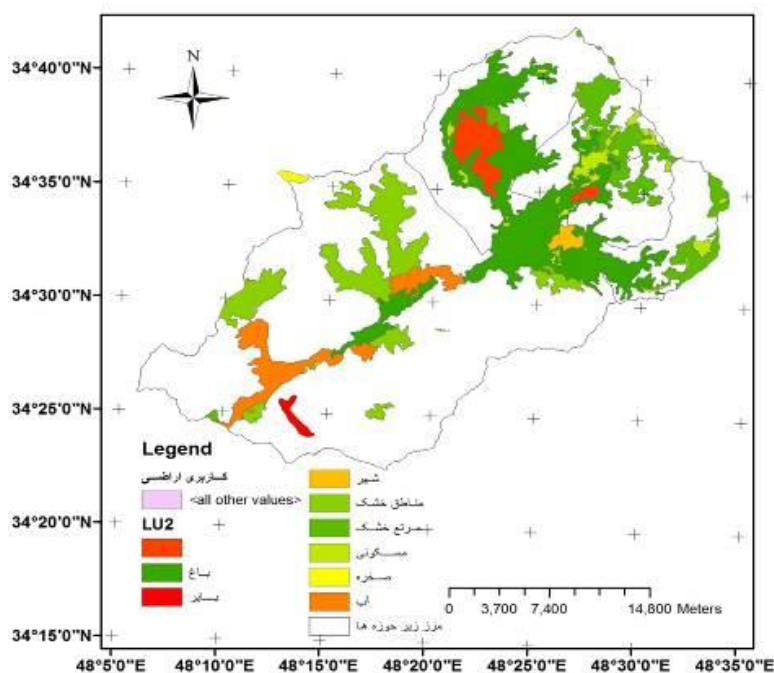 34°40'0"N
34°35'0"N
34°30'0"N
34°25'0"N
34°20'0"N
34°15'0"N
N
Legend
کاربری اراضی
<all other values>
LU2
باغ
بایر
شهر
مناطق خشک
مرتع خشک
مسکونی
صخره
آب
مرز زیر حوزه ها
0 3,700 7,400 14,800 Meters
48°5'0"E 48°10'0"E 48°15'0"E 48°20'0"E 48°25'0"E 48°30'0"E 48°35'0"E